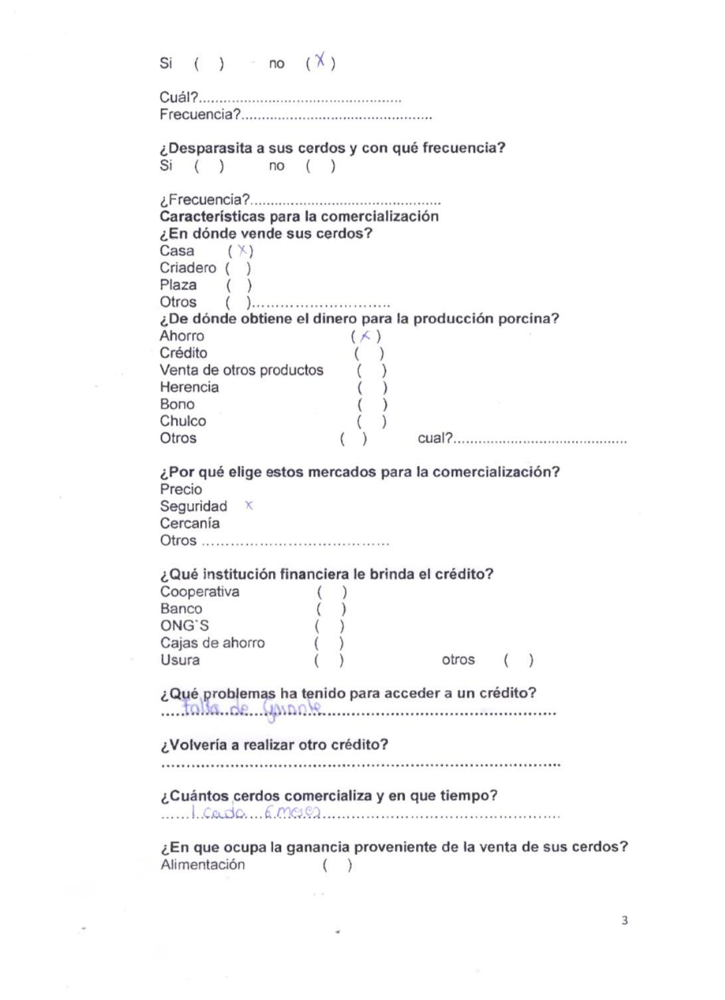 Si ( ) no (X)
Cuál?..................................................
Frecuencia?...............................................
¿Desparasita a sus cerdos y con qué frecuencia?
Si ( ) no ( )
¿Frecuencia?...............................................
Características para la comercialización
¿En dónde vende sus cerdos?
Casa (X)
Criadero ( )
Plaza ( )
Otros ( )..................................
¿De dónde obtiene el dinero para la producción porcina?
Ahorro (X)
Crédito ( )
Venta de otros productos ( )
Herencia ( )
Bono ( )
Chulco ( )
Otros ( ) cual?...........................................
¿Por qué elige estos mercados para la comercialización?
Precio
Seguridad X
Cercanía
Otros .......................................
¿Qué institución financiera le brinda el crédito?
Cooperativa ( )
Banco ( )
ONG`S ( )
Cajas de ahorro ( )
Usura ( ) otros ( )
¿Qué problemas ha tenido para acceder a un crédito?
.....Falta de Garante.......................................................
¿Volvería a realizar otro crédito?
...............................................................................................
¿Cuántos cerdos comercializa y en que tiempo?
......1 Cada 6 meses..........................................................
¿En que ocupa la ganancia proveniente de la venta de sus cerdos?
Alimentación ( )
3